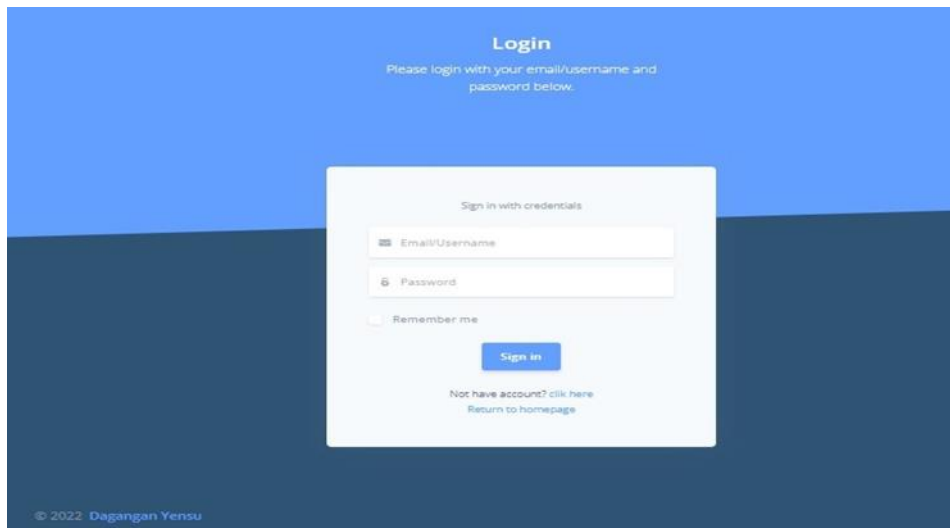 Login
Please login with your email/username and
password below.
Sign in with credentials
Email/Username
Password
Remember me
Sign in
Not have account? clik here
Return to homepage
© 2022 Dagangan Yensu